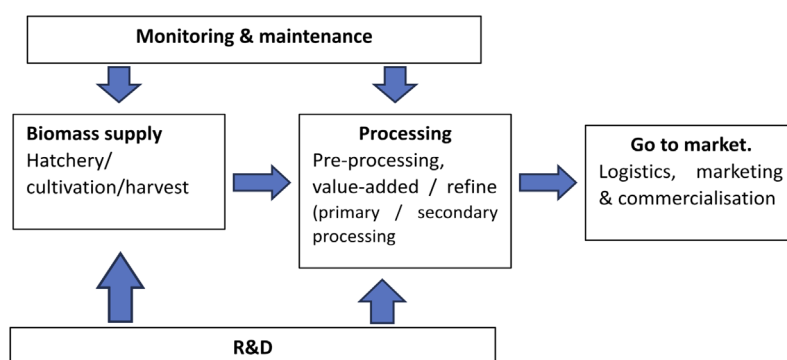 Monitoring & maintenance
Biomass supply
Hatchery/
cultivation/harvest
Processing
Pre-processing,
value-added / refine
(primary / secondary
processing
Go to market.
Logistics, marketing
& commercialisation
R&D